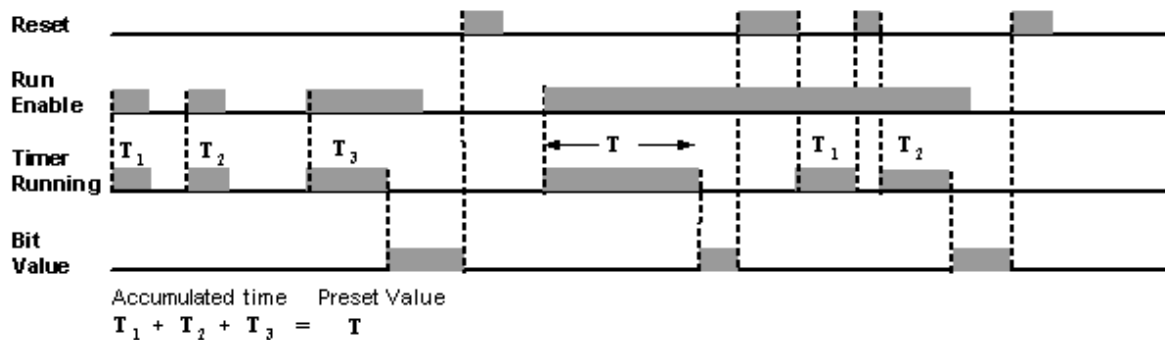 Reset
Run
Enable
T₁ T₂ T₃ T T₁ T₂
Timer
Running
Bit
Value
Accumulated time Preset Value
T₁ + T₂ + T₃ = T